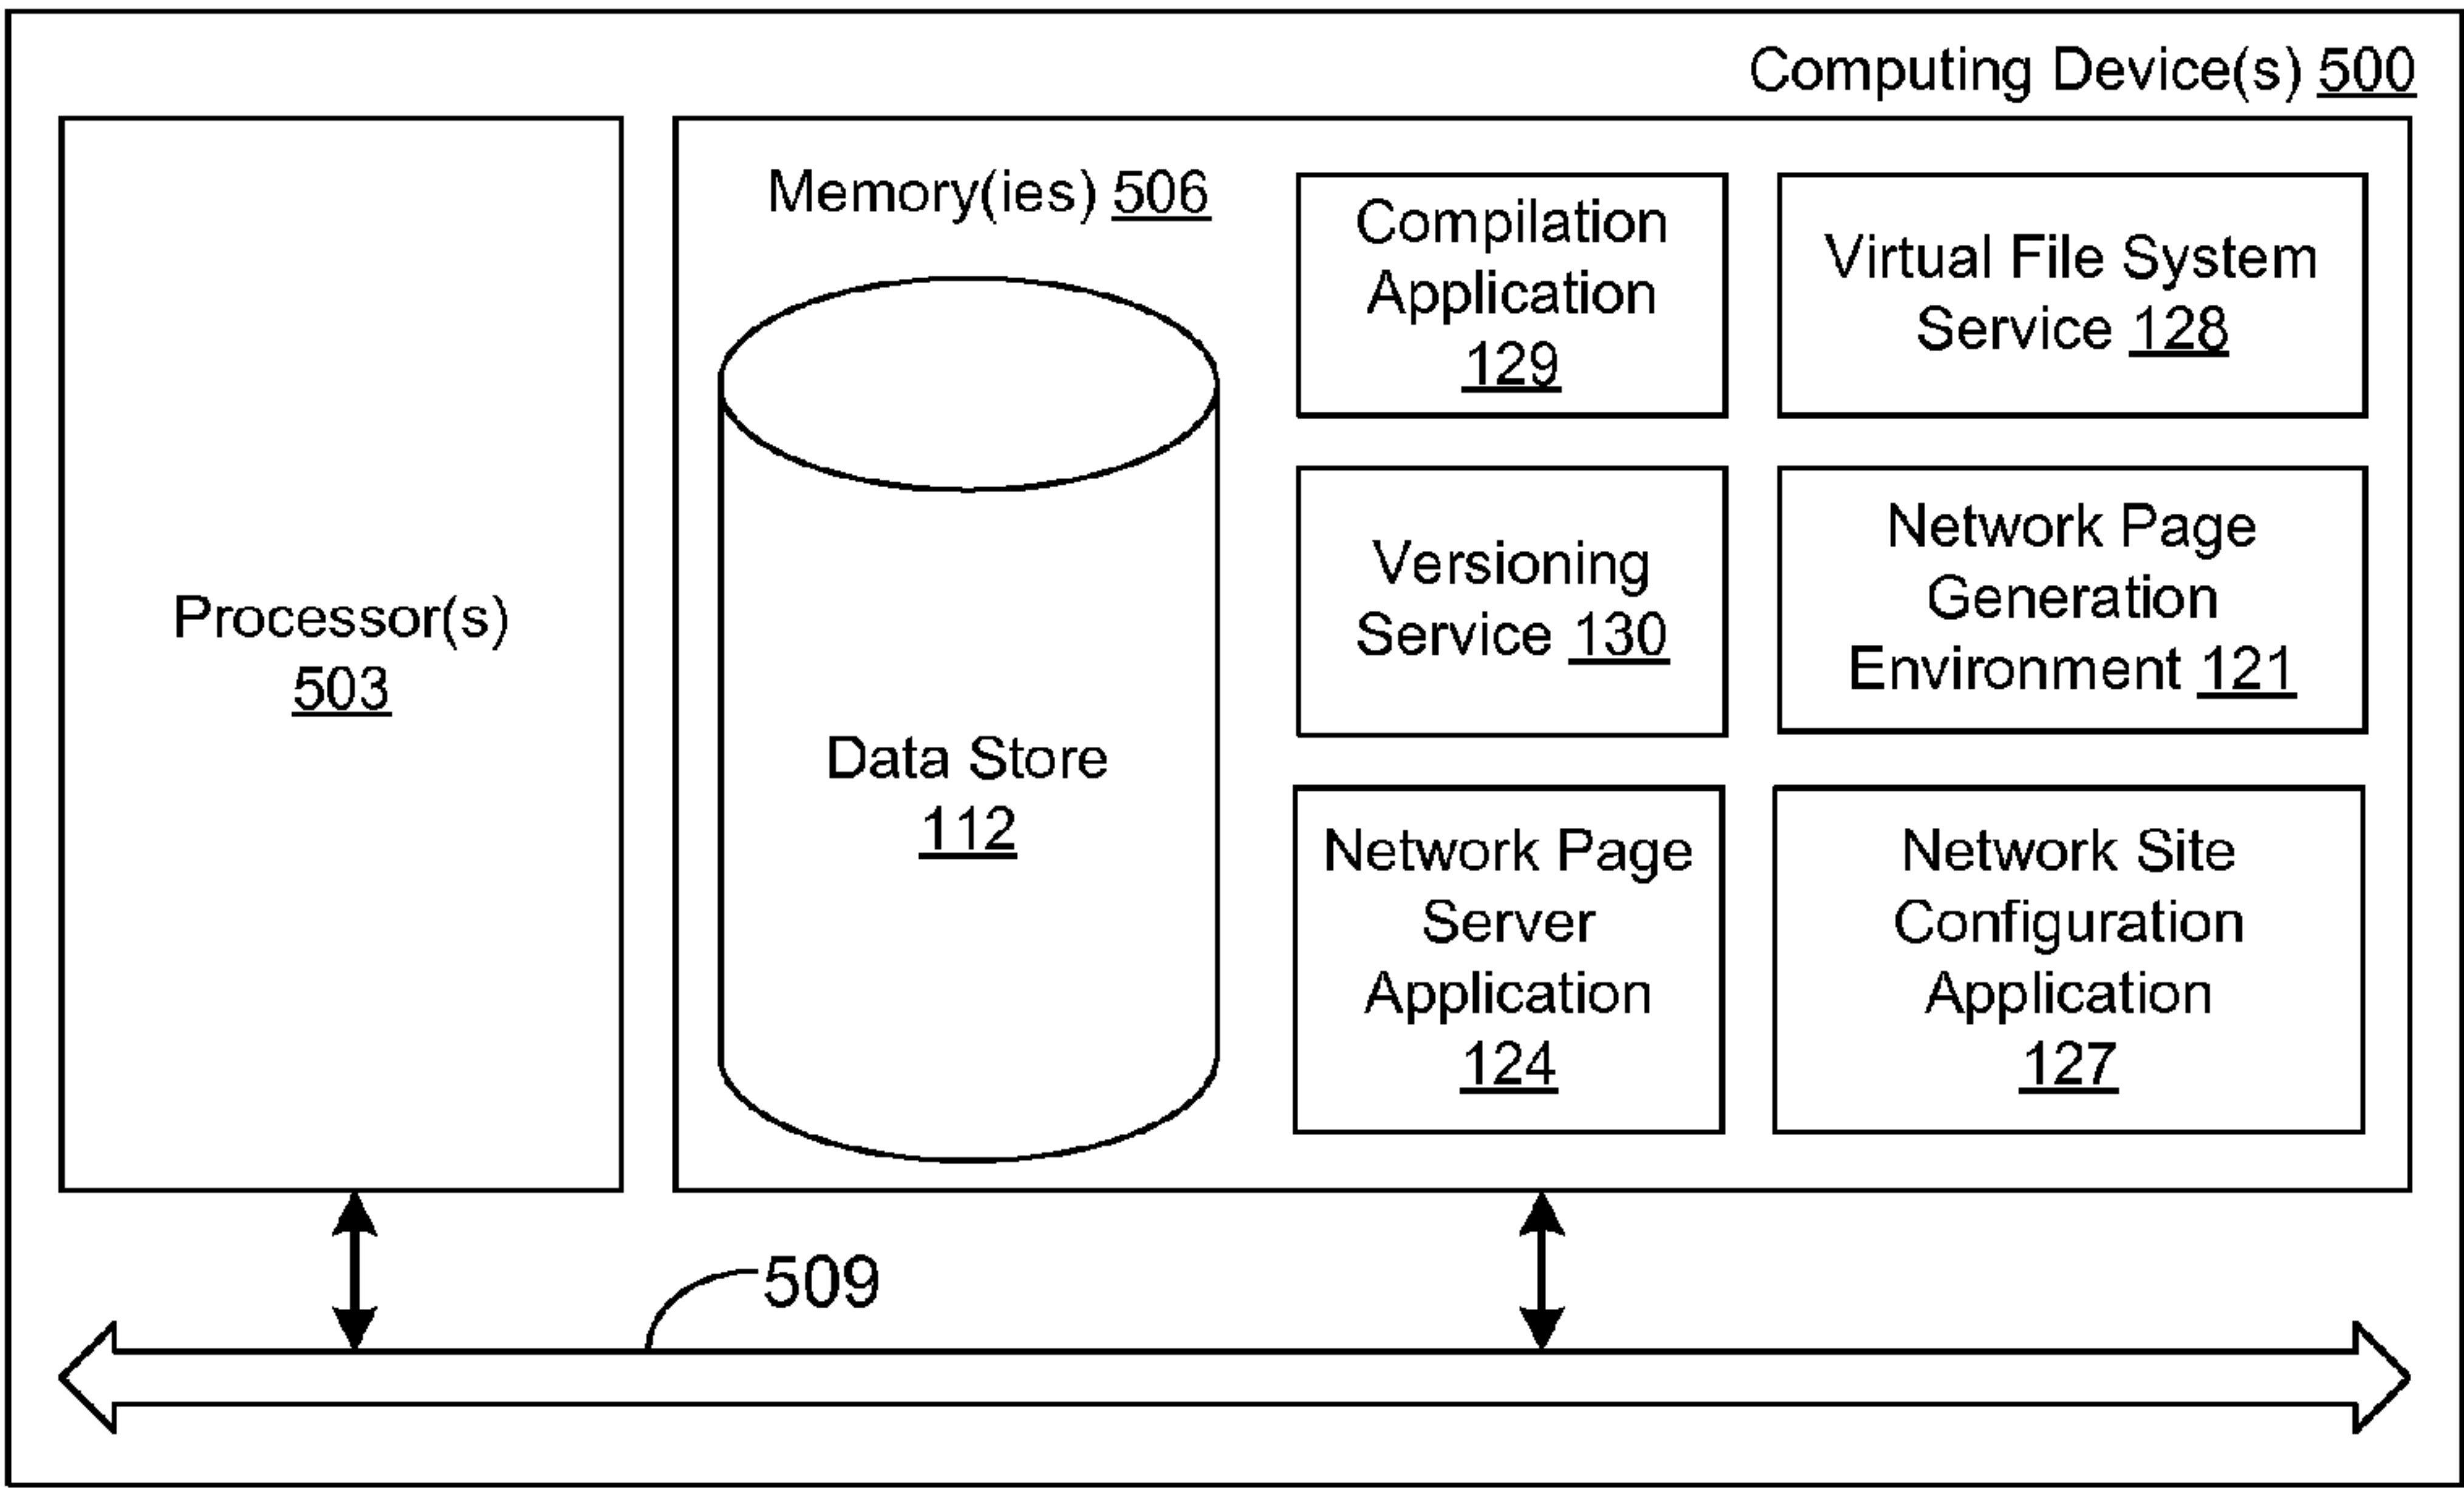 Computing Device(s) 500
Processor(s)
503
Memory(ies) 506
Data Store
112
Compilation
Application
129
Virtual File System
Service 128
Versioning
Service 130
Network Page
Generation
Environment 121
Network Page
Server
Application
124
Network Site
Configuration
Application
127
509